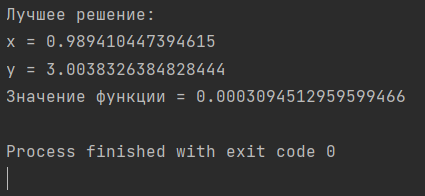 Лучшее решение:
x = 0.989410447394615
y = 3.0038326384828444
Значение функции = 0.0003094512959599466
Process finished with exit code 0